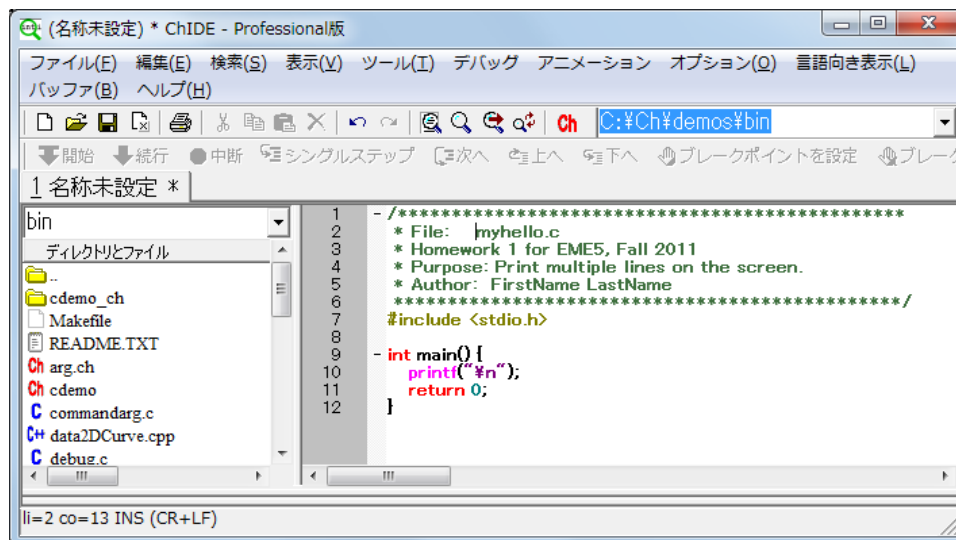 (名称未設定) * ChIDE - Professional版
ファイル(F) 編集(E) 検索(S) 表示(V) ツール(T) デバッグ アニメーション オプション(O) 言語向き表示(L)
バッファ(B) ヘルプ(H)
Ch C:¥Ch¥demos¥bin
開始 続行 中断 シングルステップ 次へ 上へ 下へ ブレークポイントを設定 ブレーク
1 名称未設定 *
bin
ディレクトリとファイル
..
cdemo_ch
Makefile
README.TXT
Ch arg.ch
Ch cdemo
C commandarg.c
C++ data2DCurve.cpp
C debug.c
1 - /***********************************************
2 * File: myhello.c
3 * Homework 1 for EME5, Fall 2011
4 * Purpose: Print multiple lines on the screen.
5 * Author: FirstName LastName
6 ***********************************************/
7 #include <stdio.h>
8
9 - int main() {
10 printf("¥n");
11 return 0;
12 }
li=2 co=13 INS (CR+LF)